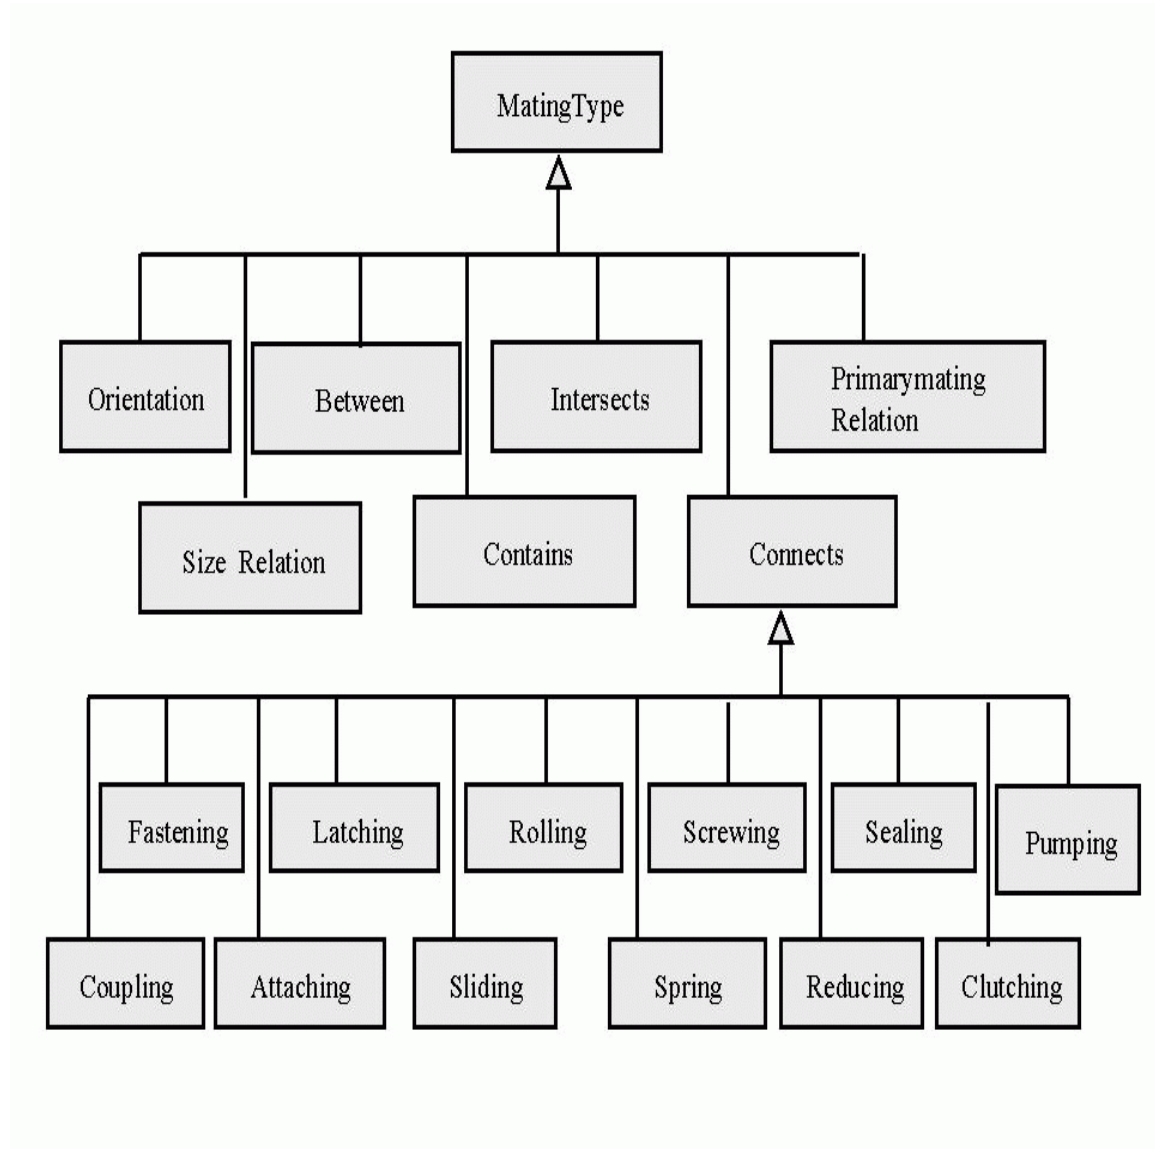 MatingType
Orientation
Between
Intersects
Primarymating
Relation
Size Relation
Contains
Connects
Fastening
Latching
Rolling
Screwing
Sealing
Pumping
Coupling
Attaching
Sliding
Spring
Reducing
Clutching